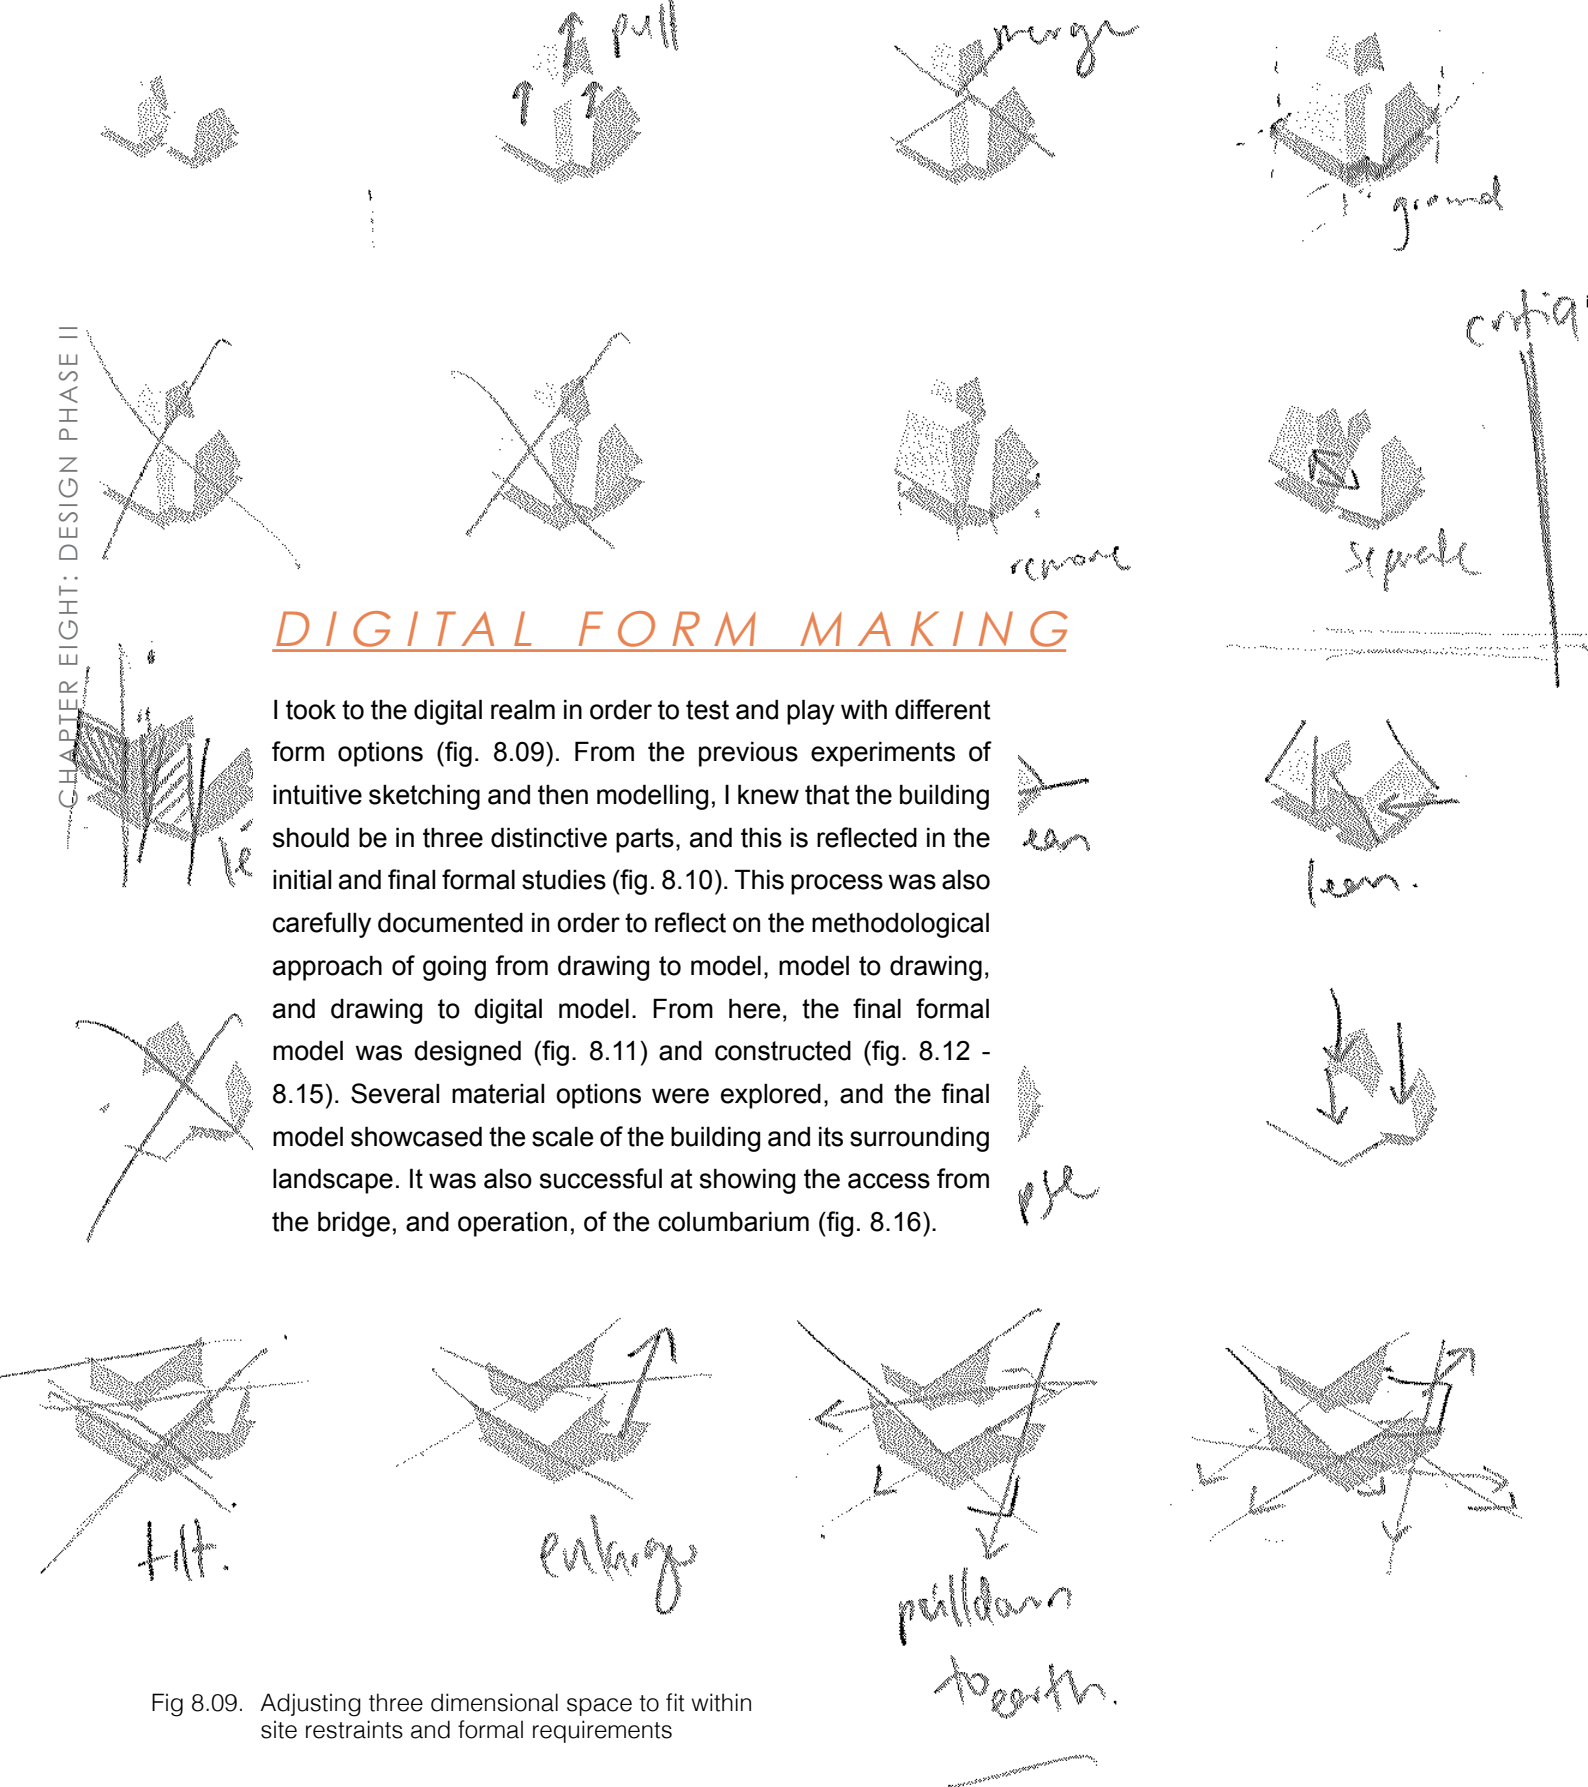 pull
merge
ground
CHAPTER EIGHT: DESIGN PHASE II
remove
separate
DIGITAL FORM MAKING
I took to the digital realm in order to test and play with different
form options (fig. 8.09). From the previous experiments of
intuitive sketching and then modelling, I knew that the building
should be in three distinctive parts, and this is reflected in the
initial and final formal studies (fig. 8.10). This process was also
carefully documented in order to reflect on the methodological
approach of going from drawing to model, model to drawing,
and drawing to digital model. From here, the final formal
model was designed (fig. 8.11) and constructed (fig. 8.12 -
8.15). Several material options were explored, and the final
model showcased the scale of the building and its surrounding
landscape. It was also successful at showing the access from
the bridge, and operation, of the columbarium (fig. 8.16).
le
ean
lean.
tilt.
enlarge
pull down
to earth.
Fig 8.09. Adjusting three dimensional space to fit within
site restraints and formal requirements